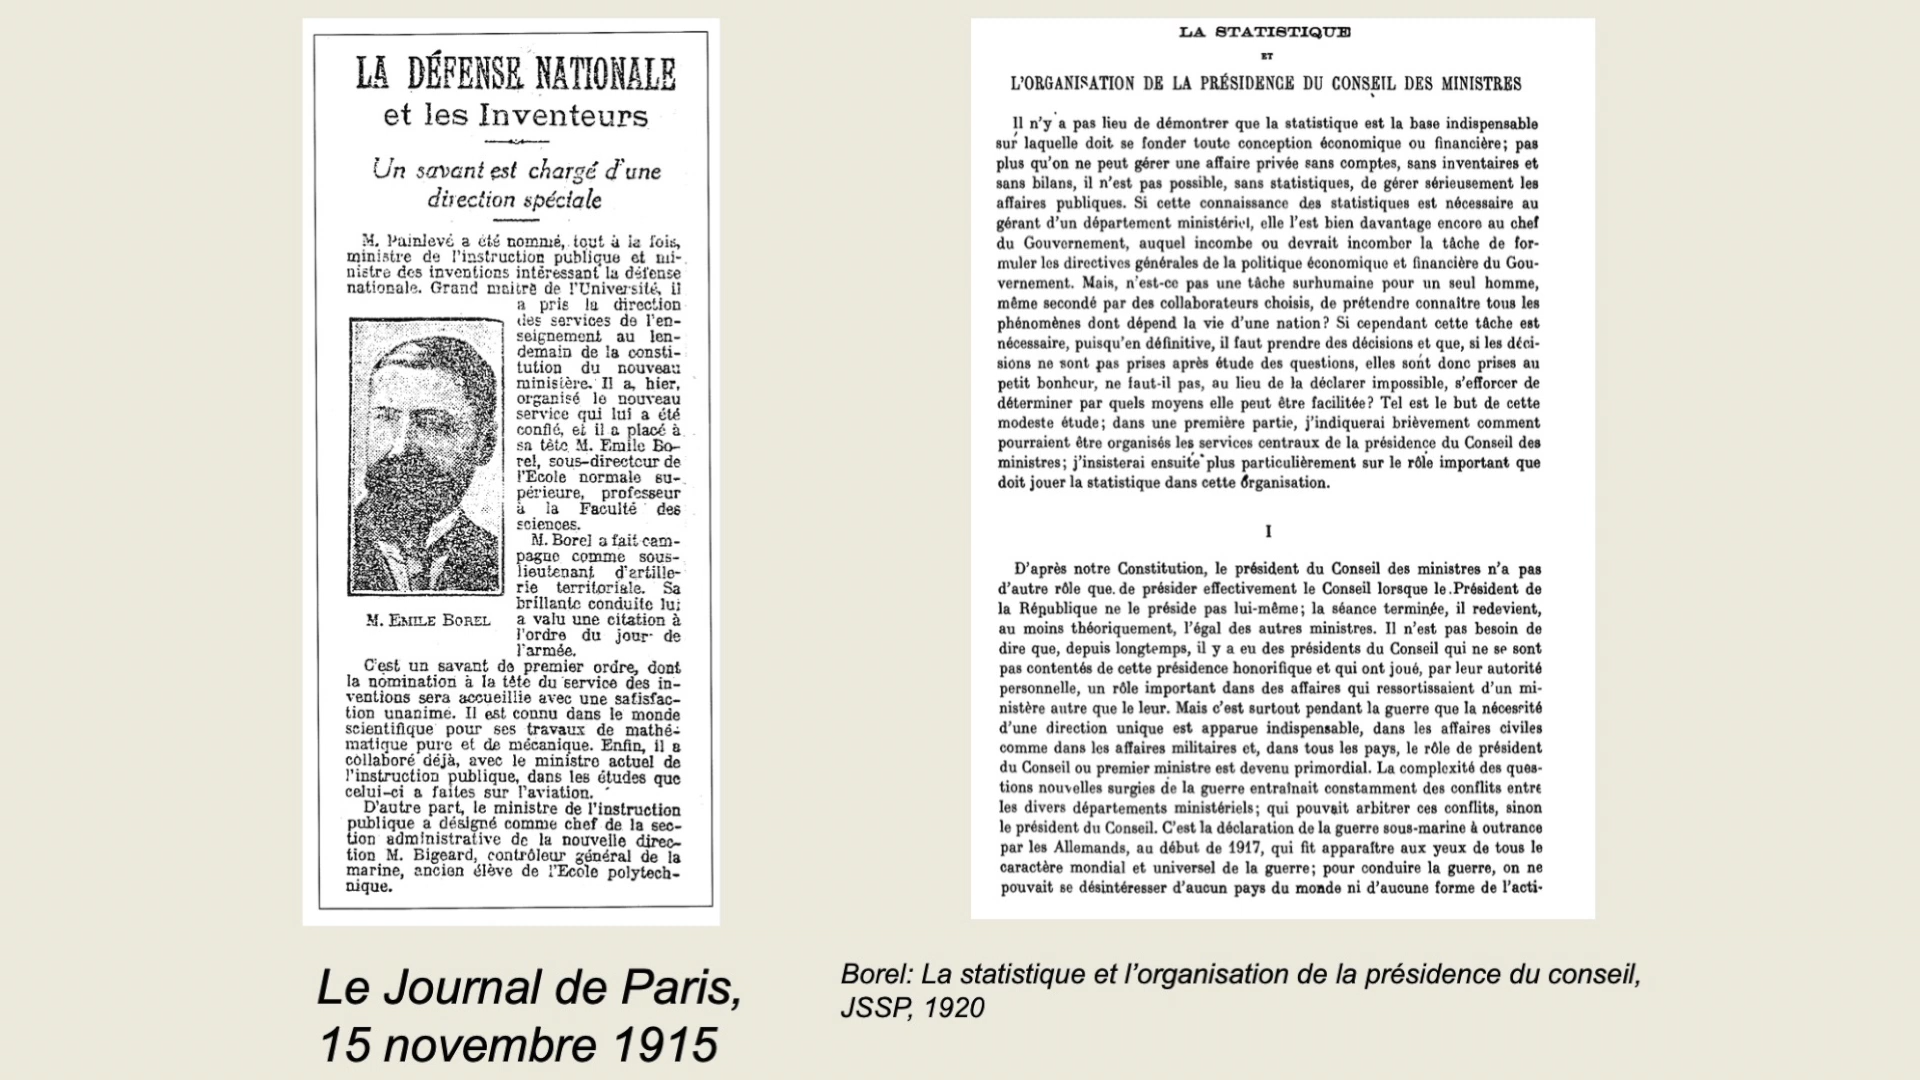 LA DÉFENSE NATIONALE
et les Inventeurs
Un savant est chargé d'une
direction spéciale
M. Painlevé a été nommé, tout à la fois,
ministre de l'instruction publique et mi-
nistre des inventions intéressant la défense
nationale. Grand maitre de l'Université, il
a pris la direction
des services de l'en-
seignement au len-
demain de la consti-
tution du nouveau
ministère. Il a, hier,
organisé le nouveau
service qui lui a été
confié, et il a placé à
sa tête M. Emile Bo-
rel, sous-directeur de
l'Ecole normale su-
périeure, professeur
à la Faculté des
sciences.
M. Borel a fait cam-
pagne comme sous-
lieutenant d'artille-
rie territoriale. Sa
brillante conduite lui
a valu une citation à
l'ordre du jour de
l'armée.
M. EMILE BOREL
C'est un savant de premier ordre, dont
la nomination à la tête du service des in-
ventions sera accueillie avec une satisfac-
tion unanime. Il est connu dans le monde
scientifique pour ses travaux de mathé-
matique pure et de mécanique. Enfin, il a
collaboré déjà, avec le ministre actuel de
l'instruction publique, dans les études que
celui-ci a faites sur l'aviation.
D'autre part, le ministre de l'instruction
publique a désigné comme chef de la sec-
tion administrative de la nouvelle direc-
tion M. Bigeard, contrôleur général de la
marine, ancien élève de l'Ecole polytech-
nique.
Le Journal de Paris,
15 novembre 1915
LA STATISTIQUE
ET
L'ORGANISATION DE LA PRÉSIDENCE DU CONSEIL DES MINISTRES
Il n'y a pas lieu de démontrer que la statistique est la base indispensable
sur laquelle doit se fonder toute conception économique ou financière; pas
plus qu'on ne peut gérer une affaire privée sans comptes, sans inventaires et
sans bilans, il n'est pas possible, sans statistiques, de gérer sérieusement les
affaires publiques. Si cette connaissance des statistiques est nécessaire au
gérant d'un département ministériel, elle l'est bien davantage encore au chef
du Gouvernement, auquel incombe ou devrait incomber la tâche de for-
muler les directives générales de la politique économique et financière du Gou-
vernement. Mais, n'est-ce pas une tâche surhumaine pour un seul homme,
même secondé par des collaborateurs choisis, de prétendre connaître tous les
phénomènes dont dépend la vie d'une nation? Si cependant cette tâche est
nécessaire, puisqu'en définitive, il faut prendre des décisions et que, si les déci-
sions ne sont pas prises après étude des questions, elles sont donc prises au
petit bonheur, ne faut-il pas, au lieu de la déclarer impossible, s'efforcer de
déterminer par quels moyens elle peut être facilitée? Tel est le but de cette
modeste étude; dans une première partie, j'indiquerai brièvement comment
pourraient être organisés les services centraux de la présidence du Conseil des
ministres; j'insisterai ensuite plus particulièrement sur le rôle important que
doit jouer la statistique dans cette organisation.
I
D'après notre Constitution, le président du Conseil des ministres n'a pas
d'autre rôle que de présider effectivement le Conseil lorsque le Président de
la République ne le préside pas lui-même; la séance terminée, il redevient,
au moins théoriquement, l'égal des autres ministres. Il n'est pas besoin de
dire que, depuis longtemps, il y a eu des présidents du Conseil qui ne se sont
pas contentés de cette présidence honorifique et qui ont joué, par leur autorité
personnelle, un rôle important dans des affaires qui ressortissaient d'un mi-
nistère autre que le leur. Mais c'est surtout pendant la guerre que la nécessité
d'une direction unique est apparue indispensable, dans les affaires civiles
comme dans les affaires militaires et, dans tous les pays, le rôle de président
du Conseil ou premier ministre est devenu primordial. La complexité des ques-
tions nouvelles surgies de la guerre entraînait constamment des conflits entre
les divers départements ministériels; qui pouvait arbitrer ces conflits, sinon
le président du Conseil. C'est la déclaration de la guerre sous-marine à outrance
par les Allemands, au début de 1917, qui fit apparaître aux yeux de tous le
caractère mondial et universel de la guerre; pour conduire la guerre, on ne
pouvait se désintéresser d'aucun pays du monde ni d'aucune forme de l'acti-
Borel: La statistique et l’organisation de la présidence du conseil,
JSSP, 1920